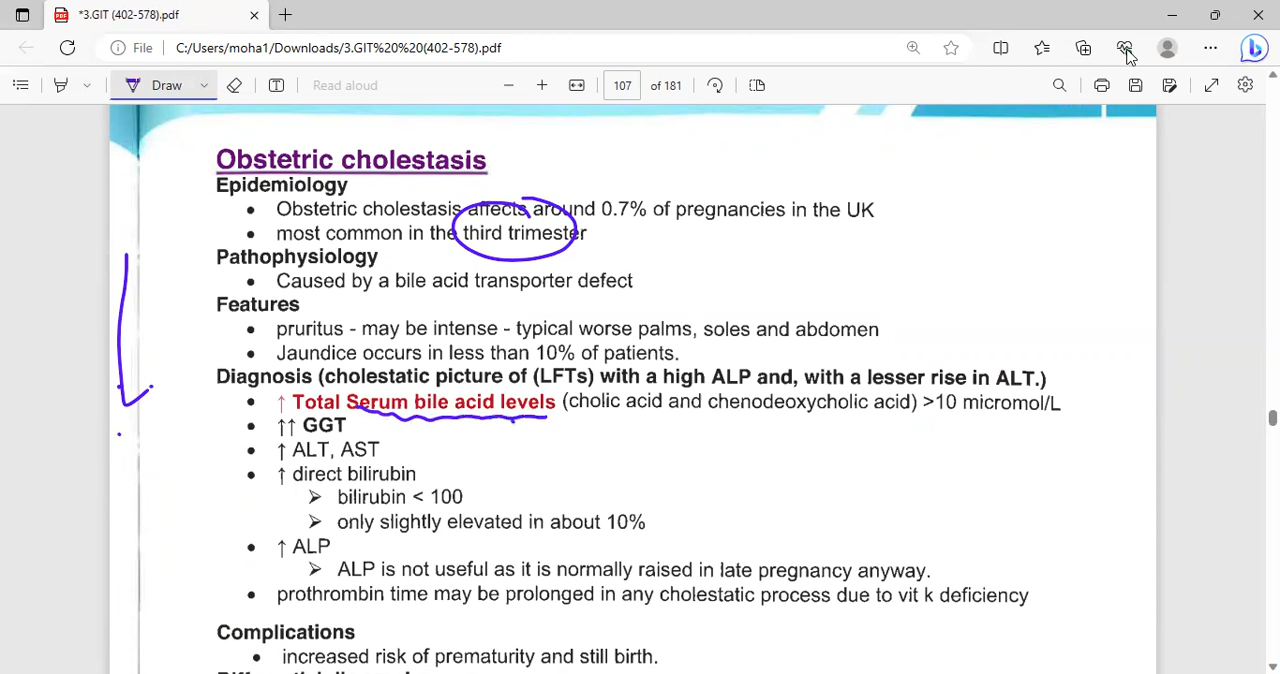 *3.GIT (402-578).pdf
File C:/Users/moha1/Downloads/3.GIT%20%20(402-578).pdf
Draw Read aloud 107 of 181
Obstetric cholestasis
Epidemiology
• Obstetric cholestasis affects around 0.7% of pregnancies in the UK
• most common in the third trimester
Pathophysiology
• Caused by a bile acid transporter defect
Features
• pruritus - may be intense - typical worse palms, soles and abdomen
• Jaundice occurs in less than 10% of patients.
Diagnosis (cholestatic picture of (LFTs) with a high ALP and, with a lesser rise in ALT.)
• ↑ Total Serum bile acid levels (cholic acid and chenodeoxycholic acid) >10 micromol/L
• ↑↑ GGT
• ↑ ALT, AST
• ↑ direct bilirubin
➢ bilirubin < 100
➢ only slightly elevated in about 10%
• ↑ ALP
➢ ALP is not useful as it is normally raised in late pregnancy anyway.
• prothrombin time may be prolonged in any cholestatic process due to vit k deficiency
Complications
• increased risk of prematurity and still birth.